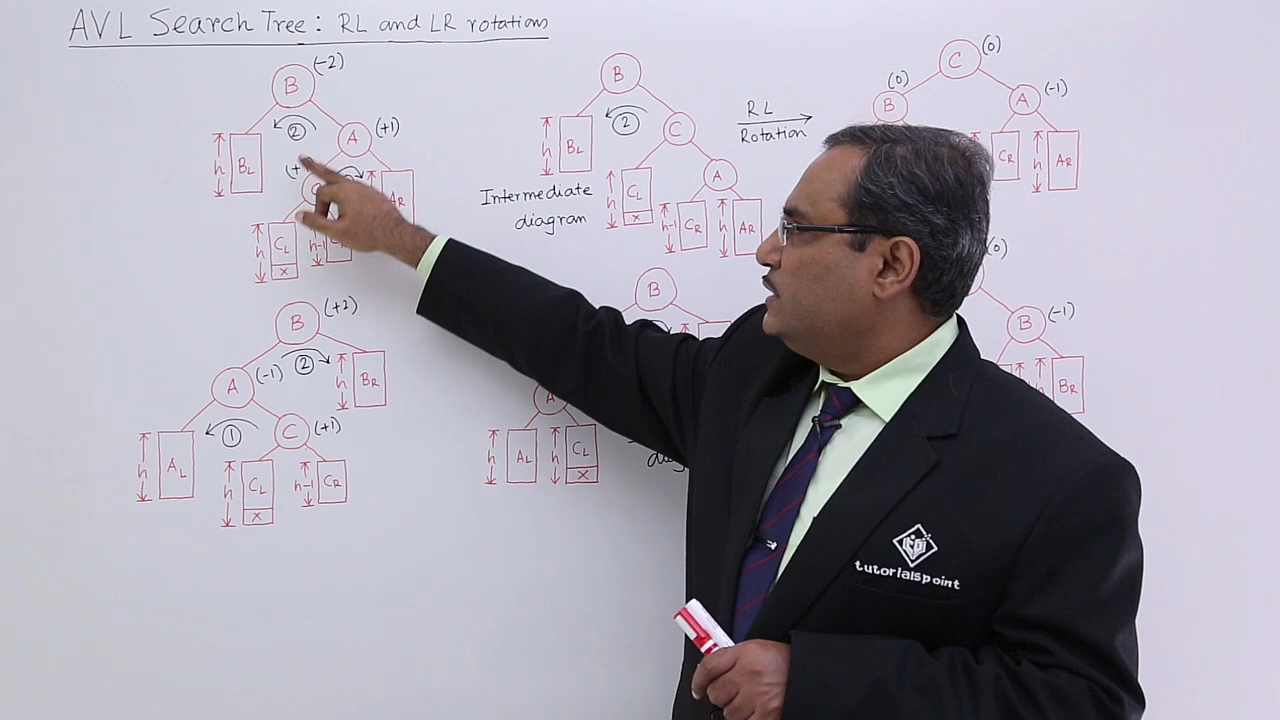 AVL Search Tree: RL and LR rotations
B (-2)
2
A (+1)
h BL
(+
AR
h CL
x
h-1
B
2
h BL
C
Intermediate
diagram
h CL
x
A
h-1 CR
h AR
RL
Rotation
C (0)
(0)
B
A (-1)
CR
h AR
B (+2)
2
A (-1)
h BR
1
C (+1)
h AL
h CL
x
h-1 CR
B
A
h AL
h CL
x
(0)
B (-1)
h BR
tutorialspoint